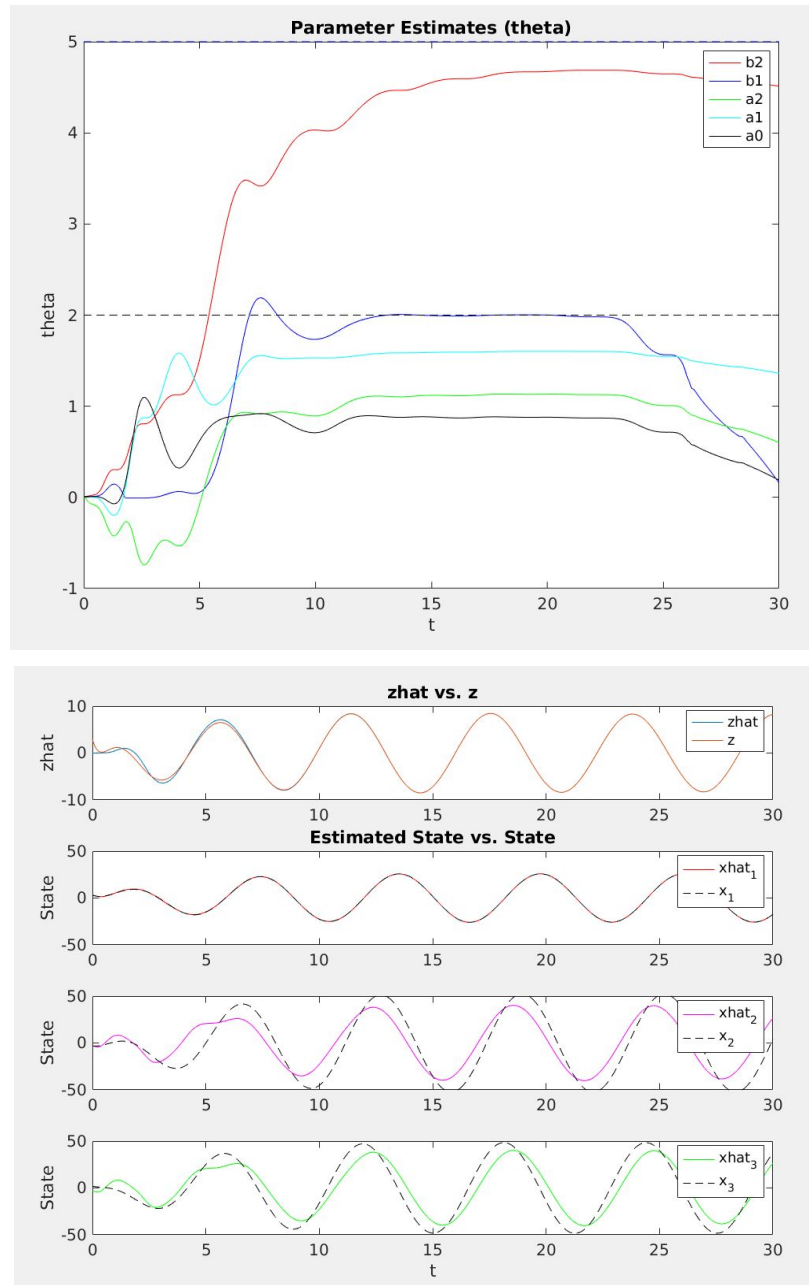 Parameter Estimates (theta)
5
4
3
2
1
0
-1
theta
0 5 10 15 20 25 30
t
b2
b1
a2
a1
a0
zhat vs. z
10
0
-10
zhat
0 5 10 15 20 25 30
zhat
z
Estimated State vs. State
50
0
-50
State
0 5 10 15 20 25 30
xhat1
x1
50
0
-50
State
0 5 10 15 20 25 30
xhat2
x2
50
0
-50
State
0 5 10 15 20 25 30
xhat3
x3
t